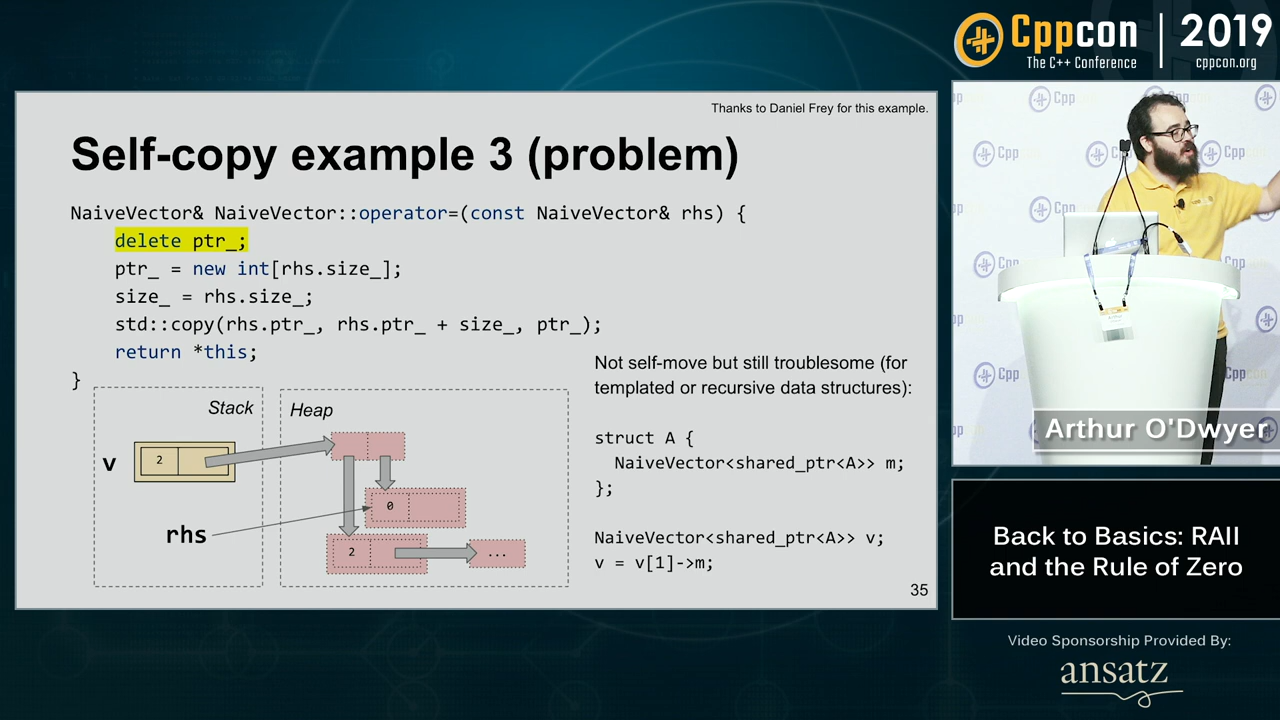 Thanks to Daniel Frey for this example.
Self-copy example 3 (problem)
NaiveVector& NaiveVector::operator=(const NaiveVector& rhs) {
    delete ptr_;
    ptr_ = new int[rhs.size_];
    size_ = rhs.size_;
    std::copy(rhs.ptr_, rhs.ptr_ + size_, ptr_);
    return *this;
}
Stack
Heap
v
2
0
rhs
2
...
Not self-move but still troublesome (for
templated or recursive data structures):
struct A {
  NaiveVector<shared_ptr<A>> m;
};
NaiveVector<shared_ptr<A>> v;
v = v[1]->m;
35
Cppcon | 2019
The C++ Conference
cppcon.org
Arthur O'Dwyer
Back to Basics: RAII
and the Rule of Zero
Video Sponsorship Provided By:
ansatz